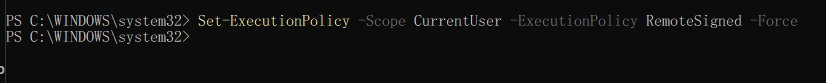 PS C:\WINDOWS\system32> Set-ExecutionPolicy -Scope CurrentUser -ExecutionPolicy RemoteSigned -Force
PS C:\WINDOWS\system32>